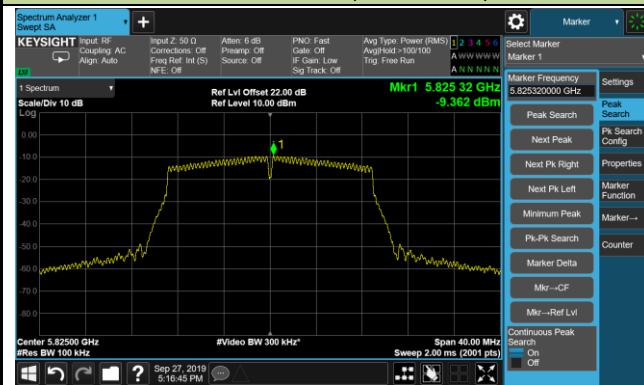 Spectrum Analyzer 1
Swept SA
Marker
KEYSIGHT
Input: RF
Coupling: AC
Align: Auto
Input Z: 50 Ω
Corrections: Off
Freq Ref: Int (S)
NFE: Off
Atten: 6 dB
Preamp: Off
Source: Off
PNO: Fast
Gate: Off
IF Gain: Low
Sig Track: Off
Avg Type: Power (RMS)
Avg|Hold:>100/100
Trig: Free Run
1 2 3 4 5 6
A W W W W W
A N N N N N
LXI
Select Marker
Marker 1
1 Spectrum
Scale/Div 10 dB
Log
Ref Lvl Offset 22.00 dB
Ref Level 10.00 dBm
Mkr1 5.825 32 GHz
-9.362 dBm
0.00
-10.0
-20.0
-30.0
-40.0
-50.0
-60.0
-70.0
-80.0
1
Center 5.82500 GHz
#Res BW 100 kHz
#Video BW 300 kHz*
Span 40.00 MHz
Sweep 2.00 ms (2001 pts)
Marker Frequency
5.825320000 GHz
Peak Search
Next Peak
Next Pk Right
Next Pk Left
Minimum Peak
Pk-Pk Search
Marker Delta
Mkr→CF
Mkr→Ref Lvl
Continuous Peak
Search
On
Off
Settings
Peak
Search
Pk Search
Config
Properties
Marker
Function
Marker→
Counter
Sep 27, 2019
5:16:45 PM